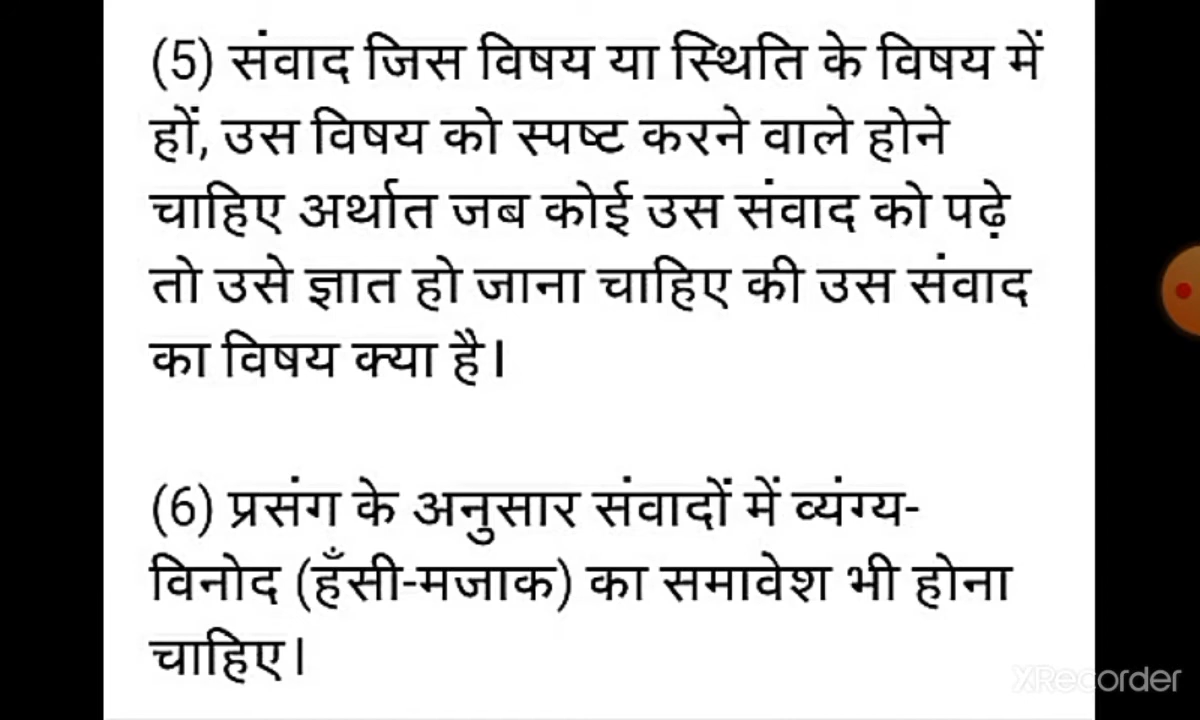 (5) संवाद जिस विषय या स्थिति के विषय में
हों, उस विषय को स्पष्ट करने वाले होने
चाहिए अर्थात जब कोई उस संवाद को पढ़े
तो उसे ज्ञात हो जाना चाहिए की उस संवाद
का विषय क्या है।
(6) प्रसंग के अनुसार संवादों में व्यंग्य-
विनोद (हँसी-मजाक) का समावेश भी होना
चाहिए।
XRecorder